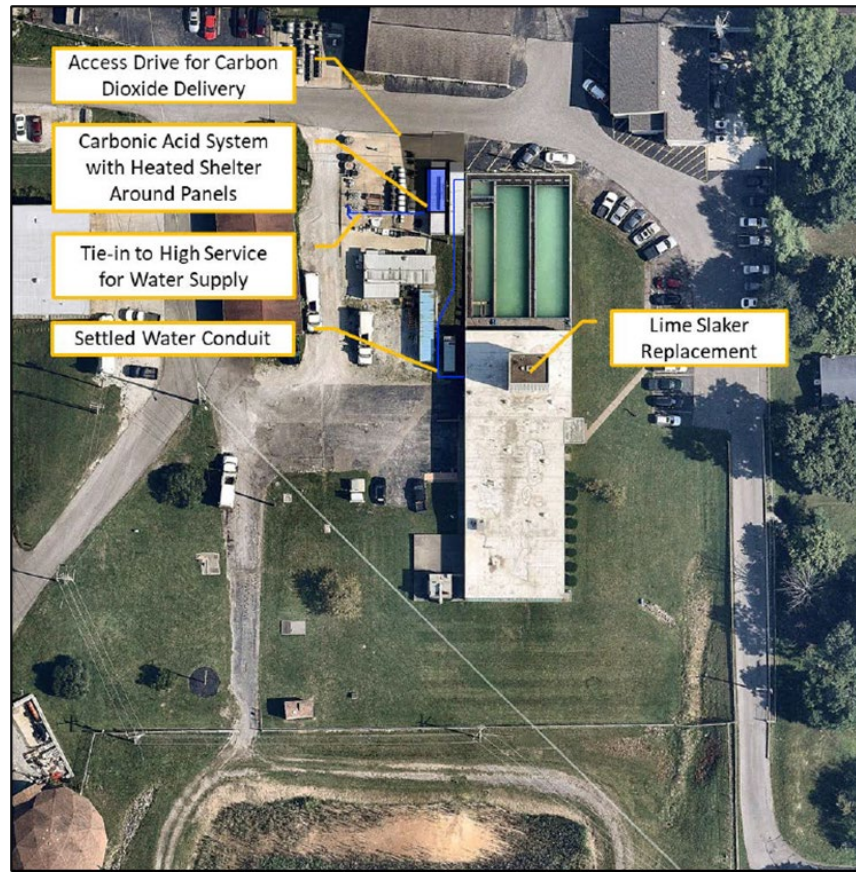 Access Drive for Carbon
Dioxide Delivery
Carbonic Acid System
with Heated Shelter
Around Panels
Tie-in to High Service
for Water Supply
Settled Water Conduit
Lime Slaker
Replacement